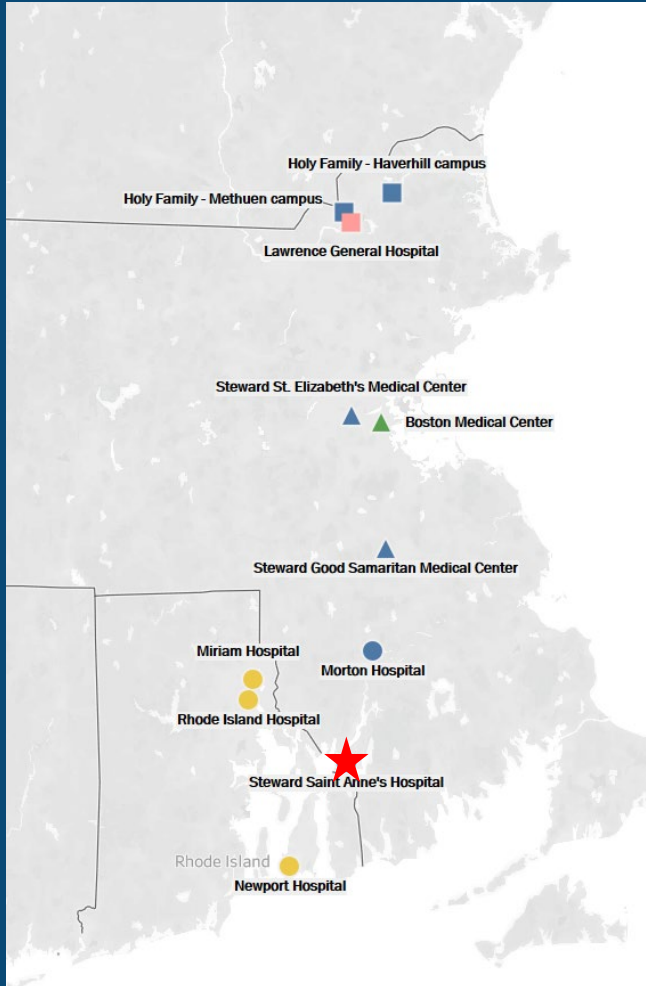 Holy Family - Haverhill campus
Holy Family - Methuen campus
Lawrence General Hospital
Steward St. Elizabeth's Medical Center
Boston Medical Center
Steward Good Samaritan Medical Center
Miriam Hospital
Morton Hospital
Rhode Island Hospital
Steward Saint Anne's Hospital
Rhode Island
Newport Hospital